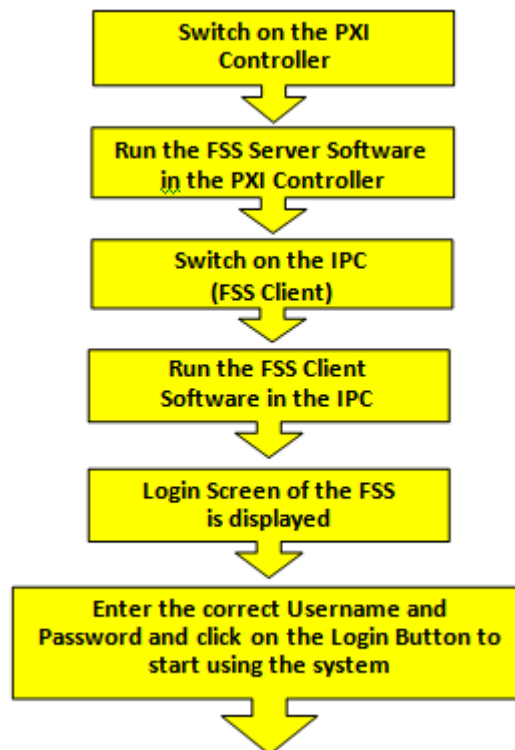 Switch on the PXI
Controller
Run the FSS Server Software
in the PXI Controller
Switch on the IPC
(FSS Client)
Run the FSS Client
Software in the IPC
Login Screen of the FSS
is displayed
Enter the correct Username and
Password and click on the Login Button to
start using the system